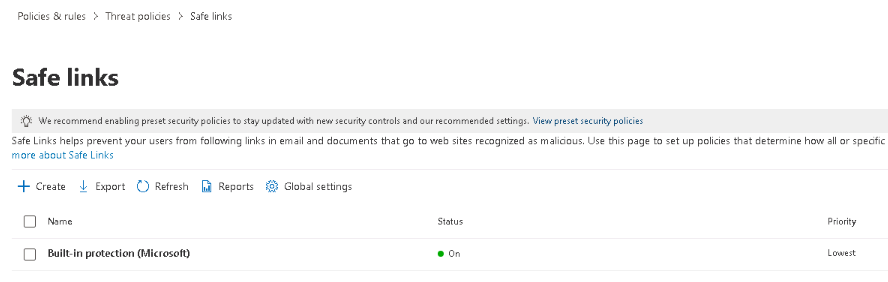 Policies & rules > Threat policies > Safe links
Safe links
We recommend enabling preset security policies to stay updated with new security controls and our recommended settings. View preset security policies
Safe Links helps prevent your users from following links in email and documents that go to web sites recognized as malicious. Use this page to set up policies that determine how all or specific
more about Safe Links
Create Export Refresh Reports Global settings
Name Status Priority
Built-in protection (Microsoft) On Lowest